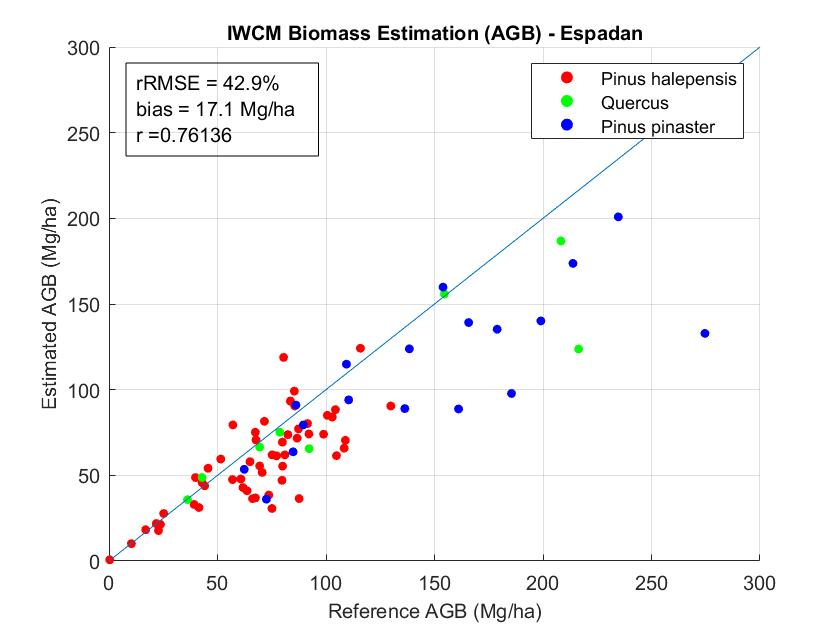 IWCM Biomass Estimation (AGB) - Espadan
300
250
200
150
100
50
0
Estimated AGB (Mg/ha)
rRMSE = 42.9%
bias = 17.1 Mg/ha
r =0.76136
Pinus halepensis
Quercus
Pinus pinaster
0 50 100 150 200 250 300
Reference AGB (Mg/ha)